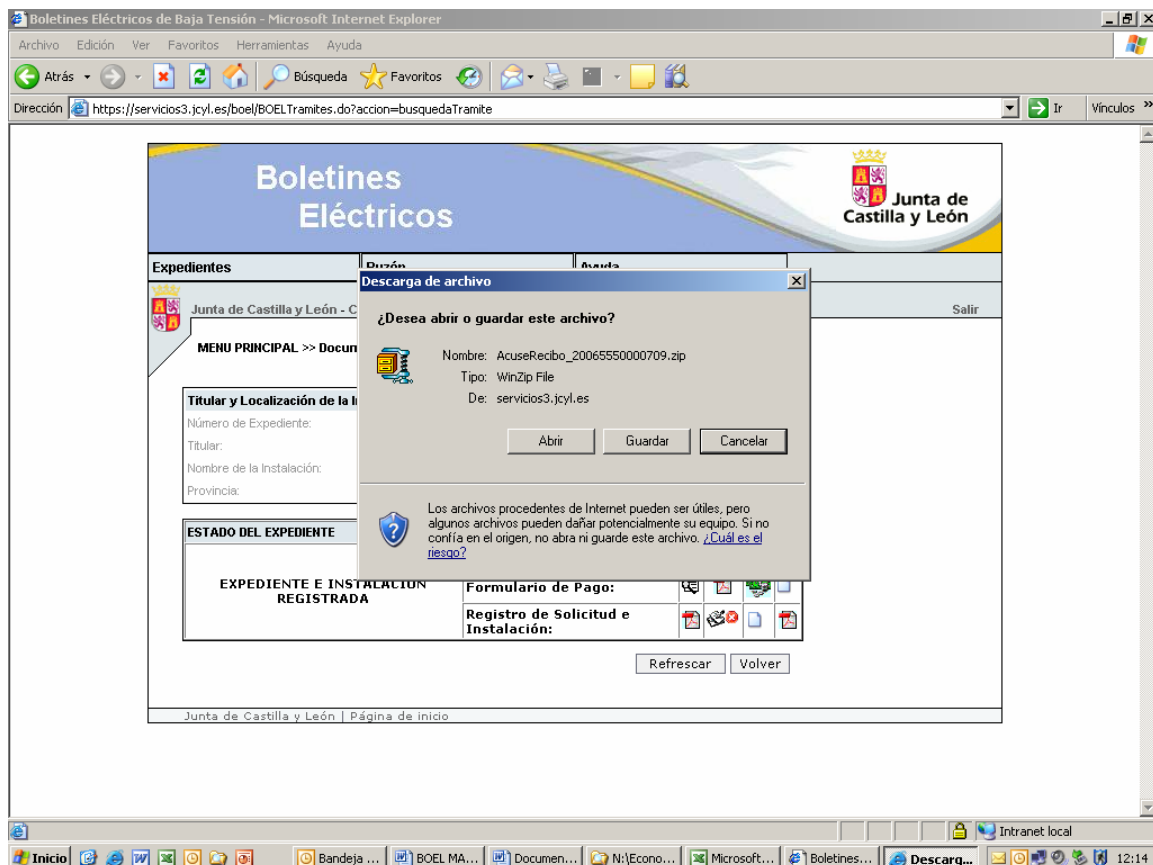 Boletines Eléctricos de Baja Tensión - Microsoft Internet Explorer
Archivo Edición Ver Favoritos Herramientas Ayuda
Atrás Búsqueda Favoritos
Dirección https://servicios3.jcyl.es/boel/BOELTramites.do?accion=busquedaTramite Ir Vínculos »
Boletines
Eléctricos
Junta de
Castilla y León
Expedientes Buzón Ayuda
Descarga de archivo
Junta de Castilla y León - C
Salir
¿Desea abrir o guardar este archivo?
MENU PRINCIPAL >> Docum
Nombre: AcuseRecibo_20065550000709.zip
Tipo: WinZip File
De: servicios3.jcyl.es
Titular y Localización de la I
Número de Expediente:
Titular:
Nombre de la Instalación:
Provincia:
Abrir Guardar Cancelar
Los archivos procedentes de Internet pueden ser útiles, pero
algunos archivos pueden dañar potencialmente su equipo. Si no
confía en el origen, no abra ni guarde este archivo. ¿Cuál es el
riesgo?
ESTADO DEL EXPEDIENTE
EXPEDIENTE E INSTALACION
REGISTRADA
Formulario de Pago:
Registro de Solicitud e
Instalación:
Refrescar Volver
Junta de Castilla y León | Página de inicio
Intranet local
Inicio Bandeja ... BOEL MA... Documen... N:\Econo... Microsoft... Boletines... Descarg... 12:14